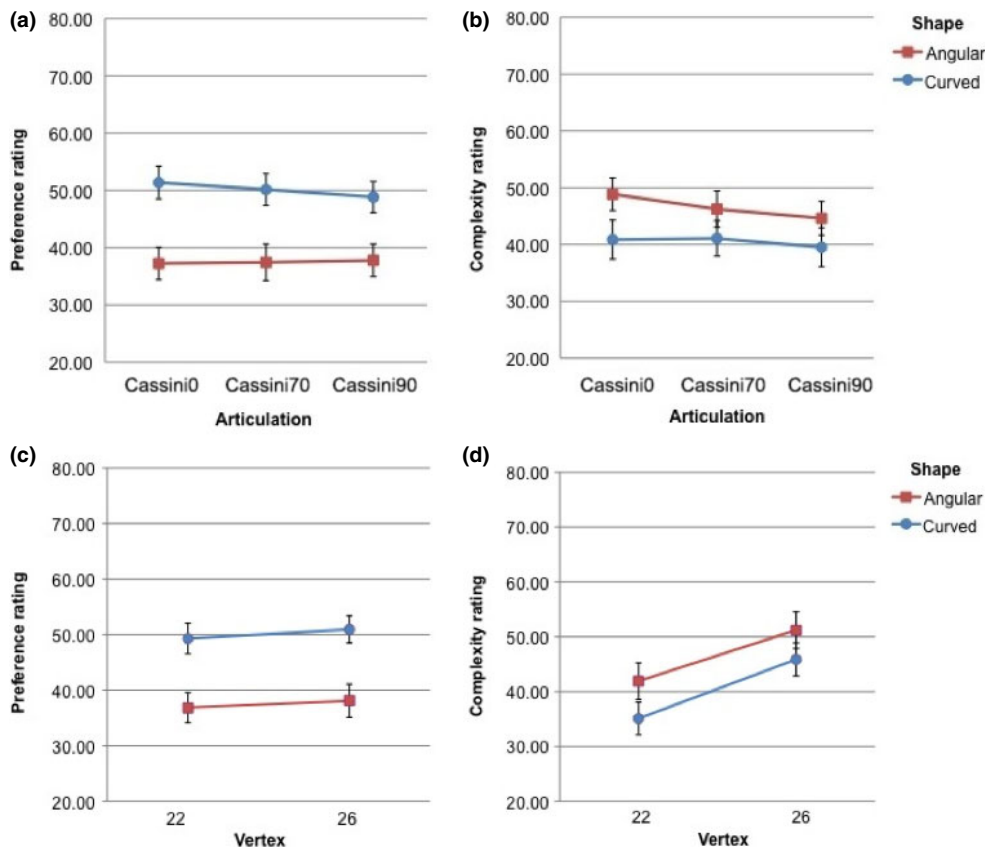 (a)
Preference rating
80.00
70.00
60.00
50.00
40.00
30.00
20.00
Cassini0 Cassini70 Cassini90
Articulation
(b)
Complexity rating
80.00
70.00
60.00
50.00
40.00
30.00
20.00
Cassini0 Cassini70 Cassini90
Articulation
Shape
Angular
Curved
(c)
Preference rating
80.00
70.00
60.00
50.00
40.00
30.00
20.00
22 26
Vertex
(d)
Complexity rating
80.00
70.00
60.00
50.00
40.00
30.00
20.00
22 26
Vertex
Shape
Angular
Curved